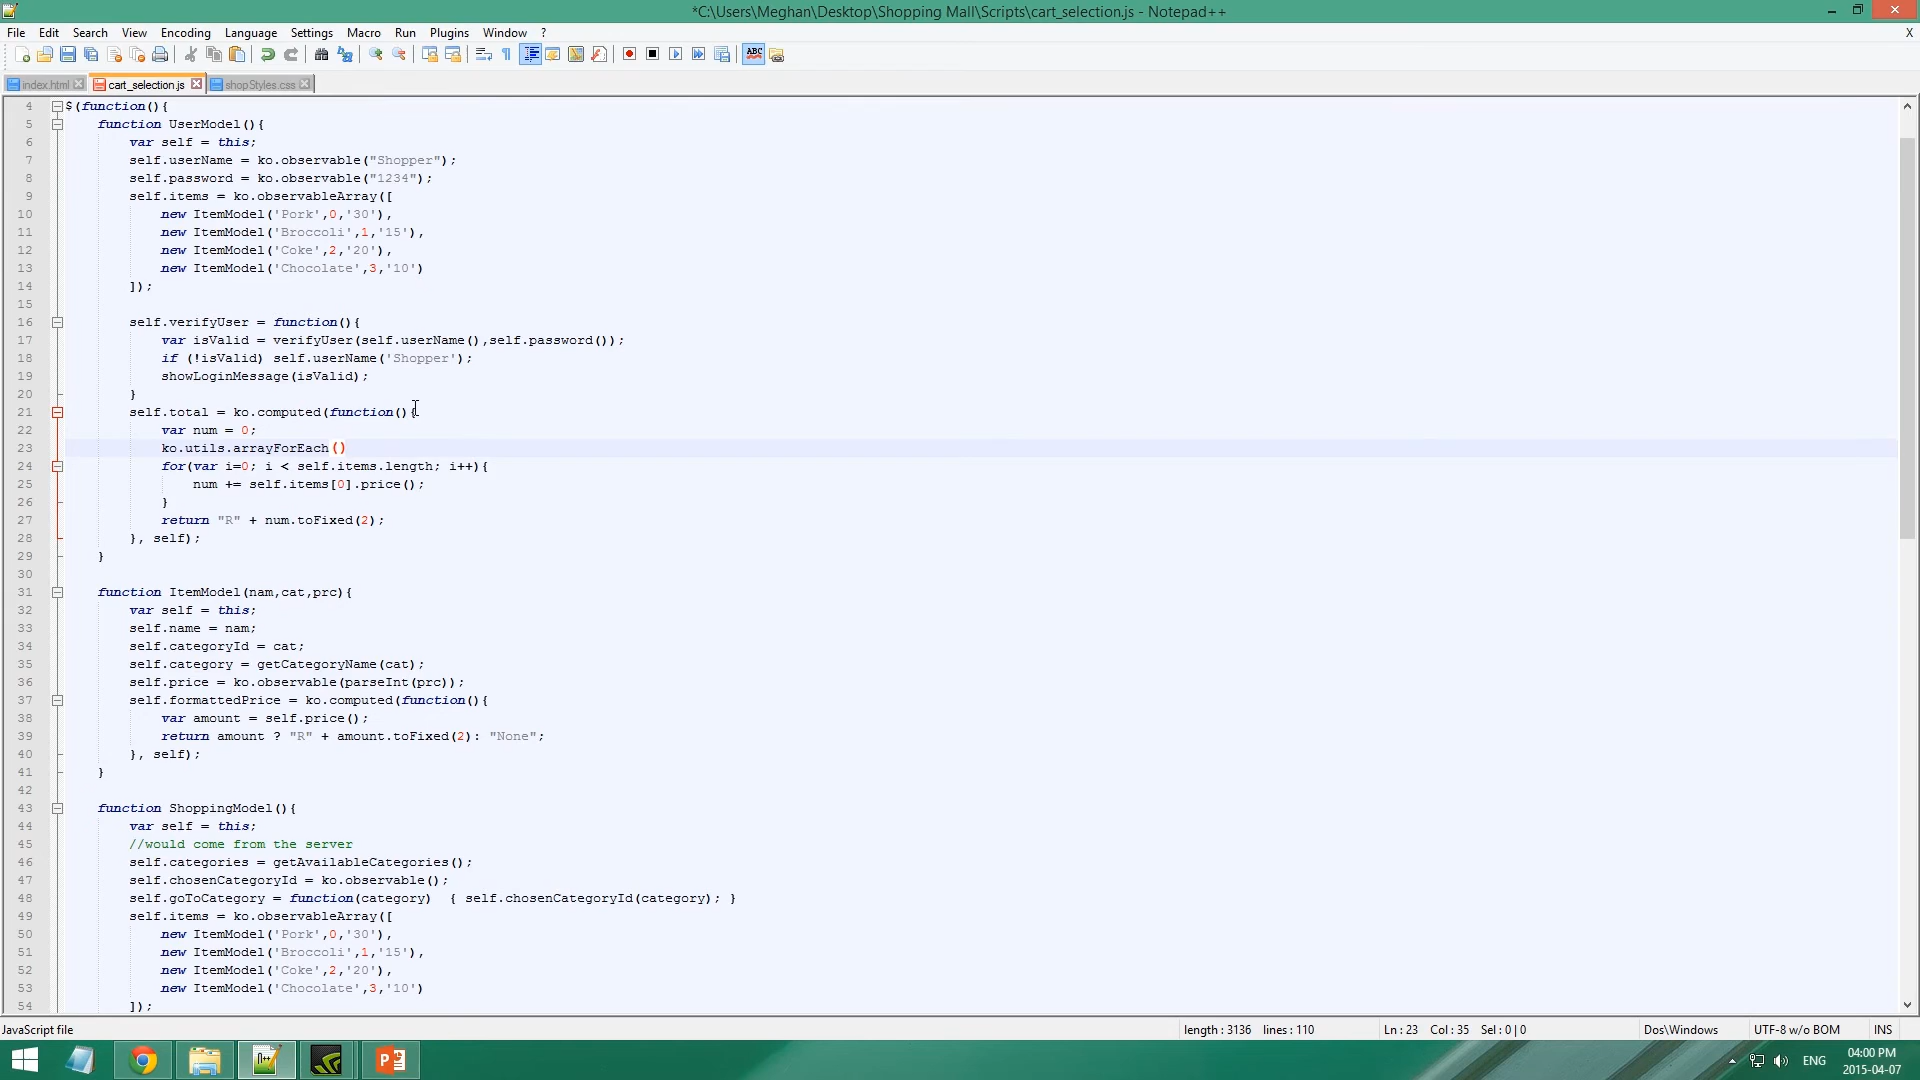 *C:\Users\Meghan\Desktop\Shopping Mall\Scripts\cart_selection.js - Notepad++
File Edit Search View Encoding Language Settings Macro Run Plugins Window ? X
ABC
index.html cart_selection.js shopStyles.css
4 $(function(){
5 function UserModel(){
6 var self = this;
7 self.userName = ko.observable("Shopper");
8 self.password = ko.observable("1234");
9 self.items = ko.observableArray([
10 new ItemModel('Pork',0,'30'),
11 new ItemModel('Broccoli',1,'15'),
12 new ItemModel('Coke',2,'20'),
13 new ItemModel('Chocolate',3,'10')
14 ]);
15
16 self.verifyUser = function(){
17 var isValid = verifyUser(self.userName(),self.password());
18 if (!isValid) self.userName('Shopper');
19 showLoginMessage(isValid);
20 }
21 self.total = ko.computed(function(){
22 var num = 0;
23 ko.utils.arrayForEach()
24 for(var i=0; i < self.items.length; i++){
25 num += self.items[0].price();
26 }
27 return "R" + num.toFixed(2);
28 }, self);
29 }
30
31 function ItemModel(nam,cat,prc){
32 var self = this;
33 self.name = nam;
34 self.categoryId = cat;
35 self.category = getCategoryName(cat);
36 self.price = ko.observable(parseInt(prc));
37 self.formattedPrice = ko.computed(function(){
38 var amount = self.price();
39 return amount ? "R" + amount.toFixed(2): "None";
40 }, self);
41 }
42
43 function ShoppingModel(){
44 var self = this;
45 //would come from the server
46 self.categories = getAvailableCategories();
47 self.chosenCategoryId = ko.observable();
48 self.goToCategory = function(category) { self.chosenCategoryId(category); }
49 self.items = ko.observableArray([
50 new ItemModel('Pork',0,'30'),
51 new ItemModel('Broccoli',1,'15'),
52 new ItemModel('Coke',2,'20'),
53 new ItemModel('Chocolate',3,'10')
54 ]);
JavaScript file length : 3136 lines : 110 Ln : 23 Col : 35 Sel : 0 | 0 Dos\Windows UTF-8 w/o BOM INS
ENG 04:00 PM
2015-04-07